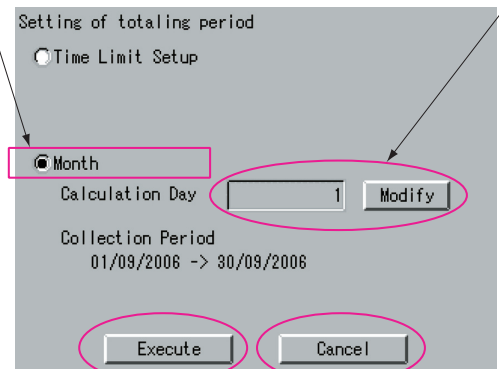 Setting of totaling period
Time Limit Setup
Month
Calculation Day 1 Modify
Collection Period
01/09/2006 -> 30/09/2006
Execute Cancel